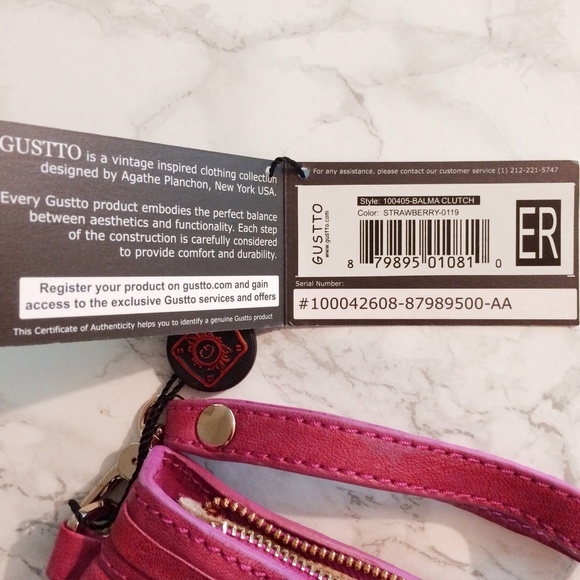 GUSTTO is a vintage inspired clothing collection
designed by Agathe Planchon, New York USA.
Every Gustto product embodies the perfect balance
between aesthetics and functionality. Each step
of the construction is carefully considered
to provide comfort and durability.
Register your product on gustto.com and gain
access to the exclusive Gustto services and offers
This Certificate of Authenticity helps you to identify a genuine Gustto product
For any assistance, please contact our customer service (1) 212-221-5747
GUSTTO
www.gustto.com
Style: 100405-BALMA CLUTCH
Color: STRAWBERRY-0119
8 79895 01081 0
ER
Serial Number:
#100042608-87989500-AA